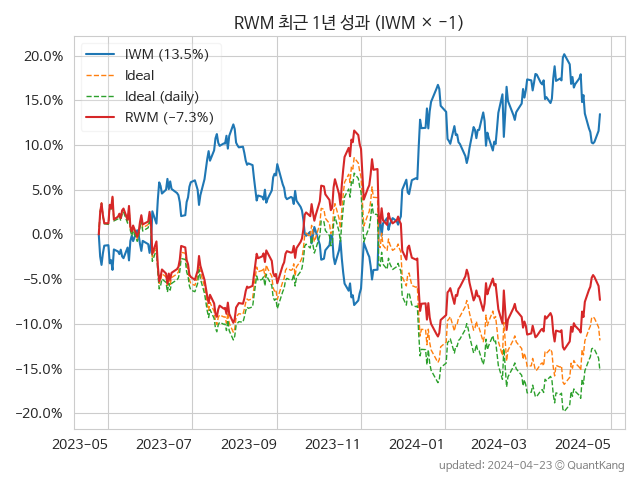 RWM 최근 1년 성과 (IWM × −1)
IWM (13.5%)
Ideal
Ideal (daily)
RWM (−7.3%)
20.0%
15.0%
10.0%
5.0%
0.0%
−5.0%
−10.0%
−15.0%
−20.0%
2023-05 2023-07 2023-09 2023-11 2024-01 2024-03 2024-05
updated: 2024-04-23 © QuantKang